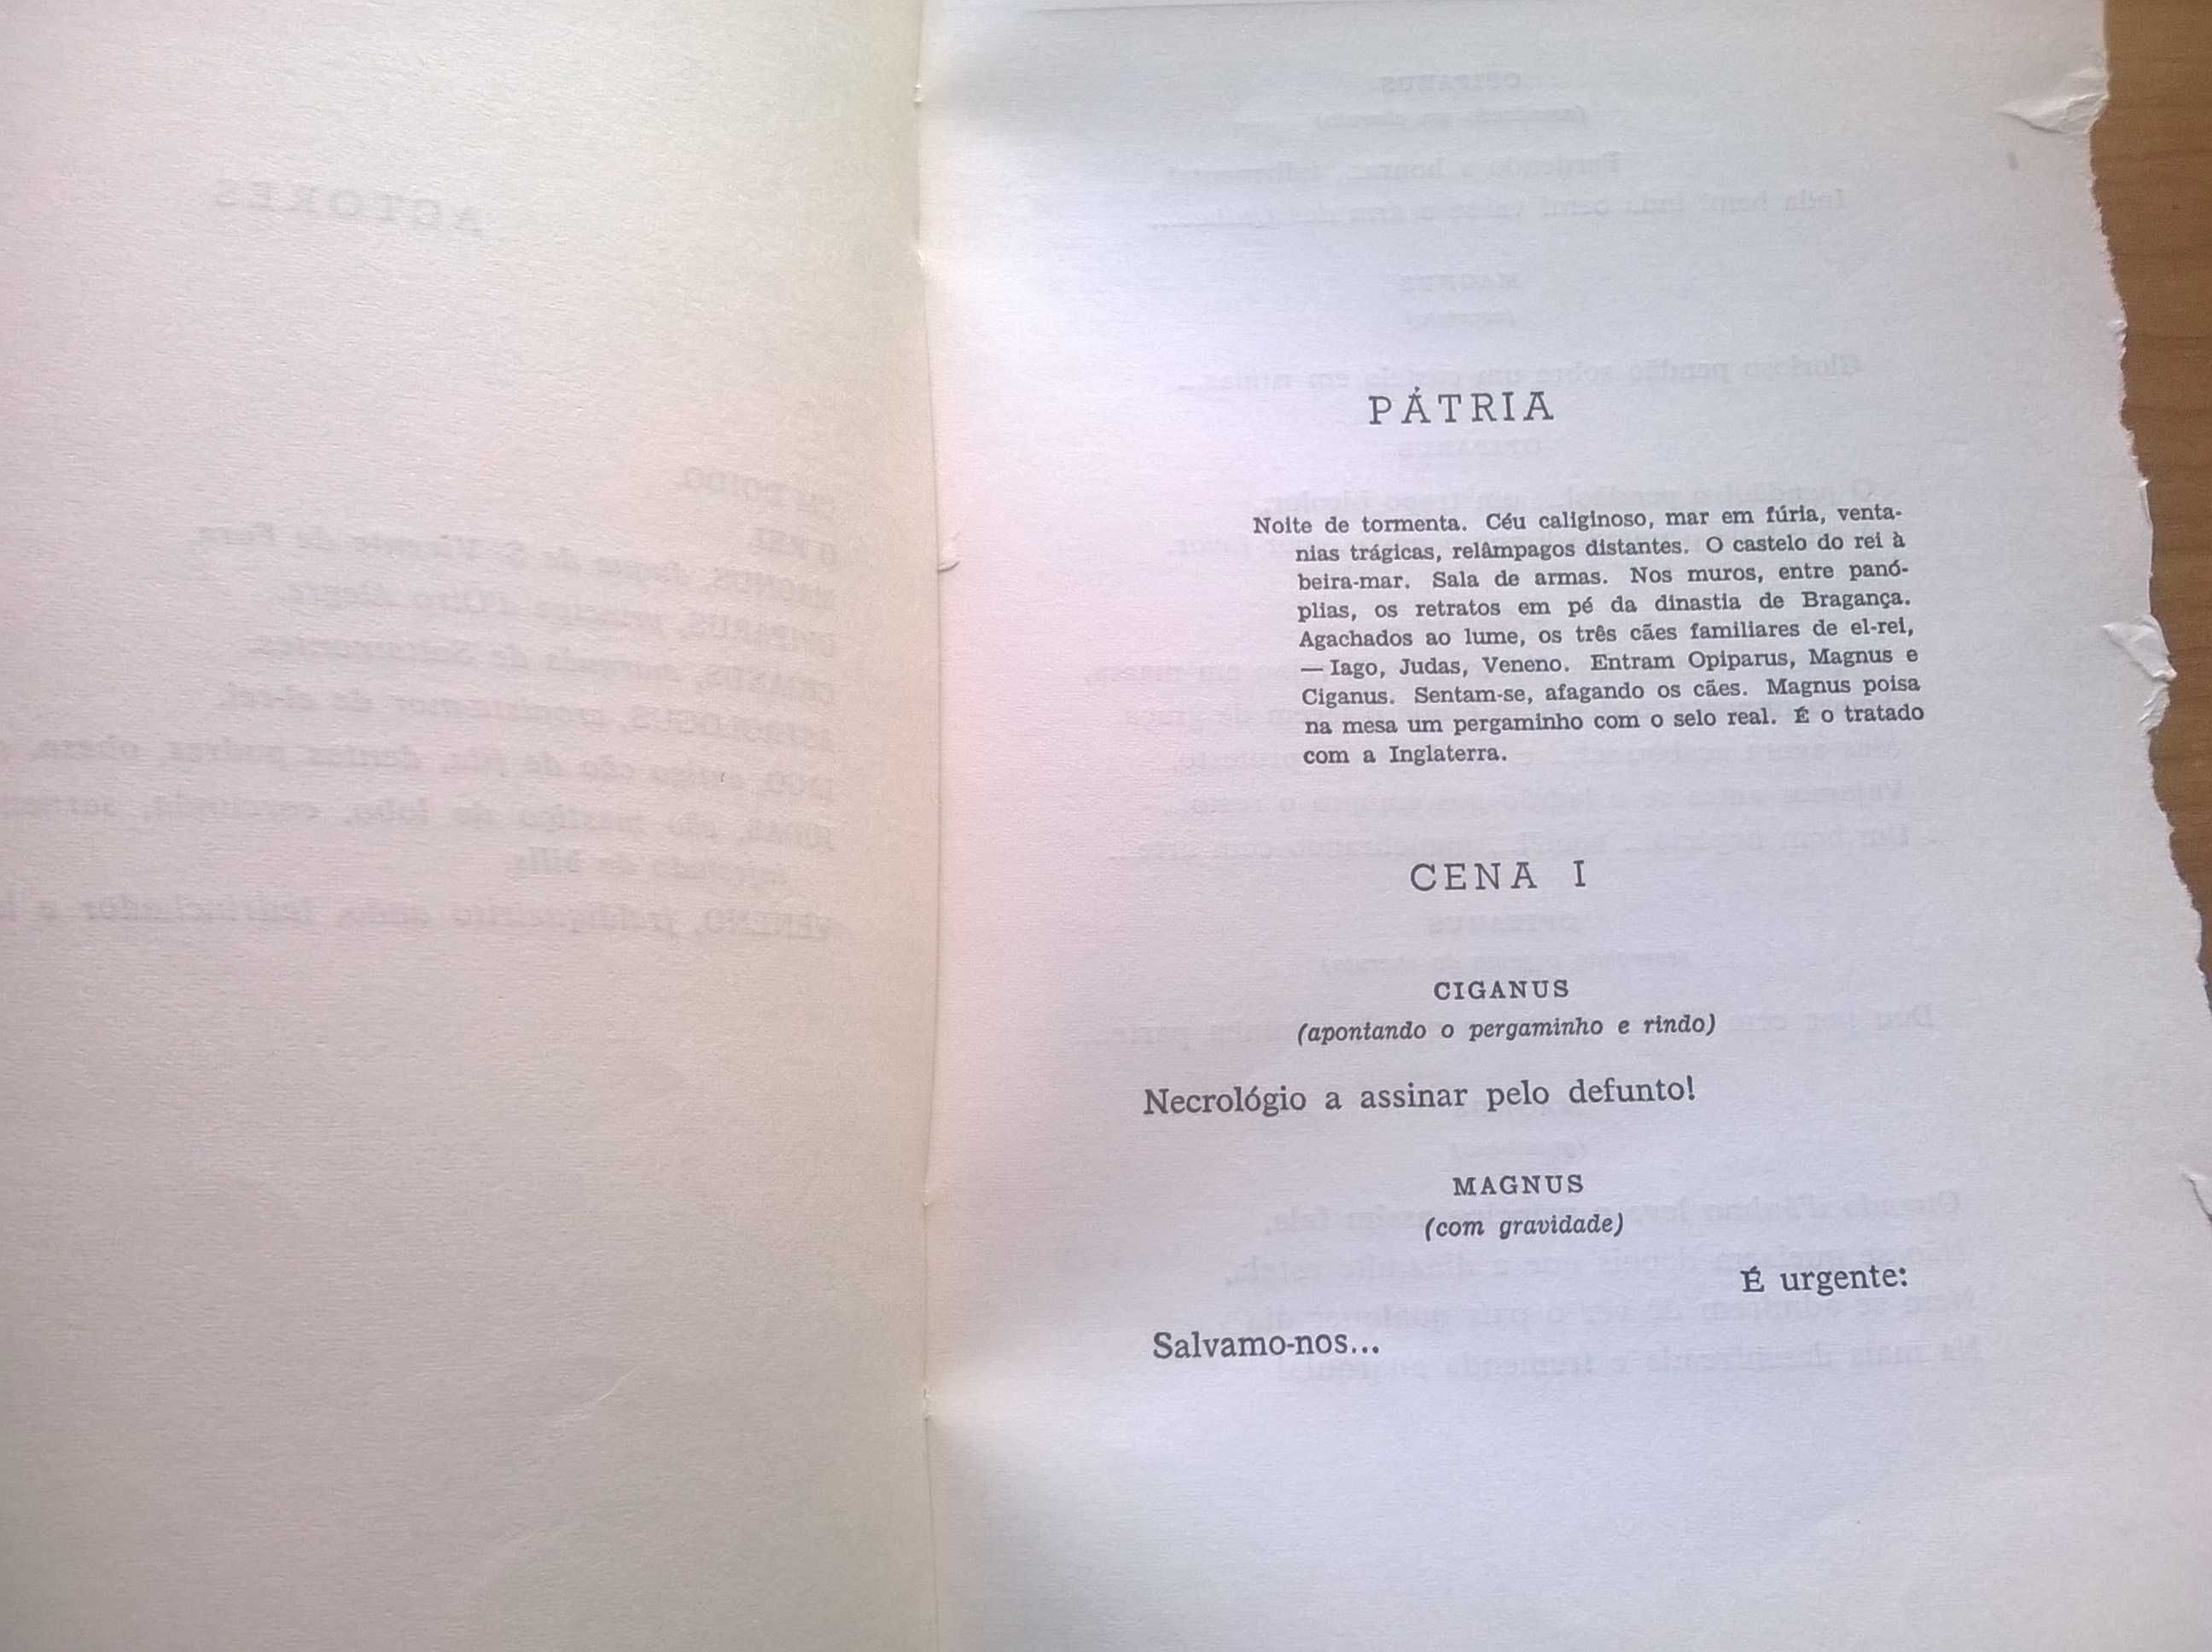 PÁTRIA
Noite de tormenta. Céu caliginoso, mar em fúria, venta-
nias trágicas, relâmpagos distantes. O castelo do rei à
beira-mar. Sala de armas. Nos muros, entre panó-
plias, os retratos em pé da dinastia de Bragança.
Agachados ao lume, os três cães familiares de el-rei,
— Iago, Judas, Veneno. Entram Opiparus, Magnus e
Ciganus. Sentam-se, afagando os cães. Magnus poisa
na mesa um pergaminho com o selo real. É o tratado
com a Inglaterra.
CENA I
CIGANUS
(apontando o pergaminho e rindo)
Necrológio a assinar pelo defunto!
MAGNUS
(com gravidade)
É urgente:
Salvamo-nos...